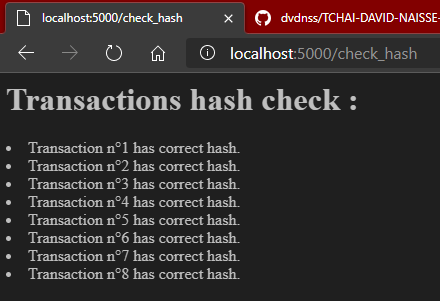 localhost:5000/check_hash
dvdnss/TCHAI-DAVID-NAISSE-
localhost:5000/check_hash
Transactions hash check :
Transaction n°1 has correct hash.
Transaction n°2 has correct hash.
Transaction n°3 has correct hash.
Transaction n°4 has correct hash.
Transaction n°5 has correct hash.
Transaction n°6 has correct hash.
Transaction n°7 has correct hash.
Transaction n°8 has correct hash.